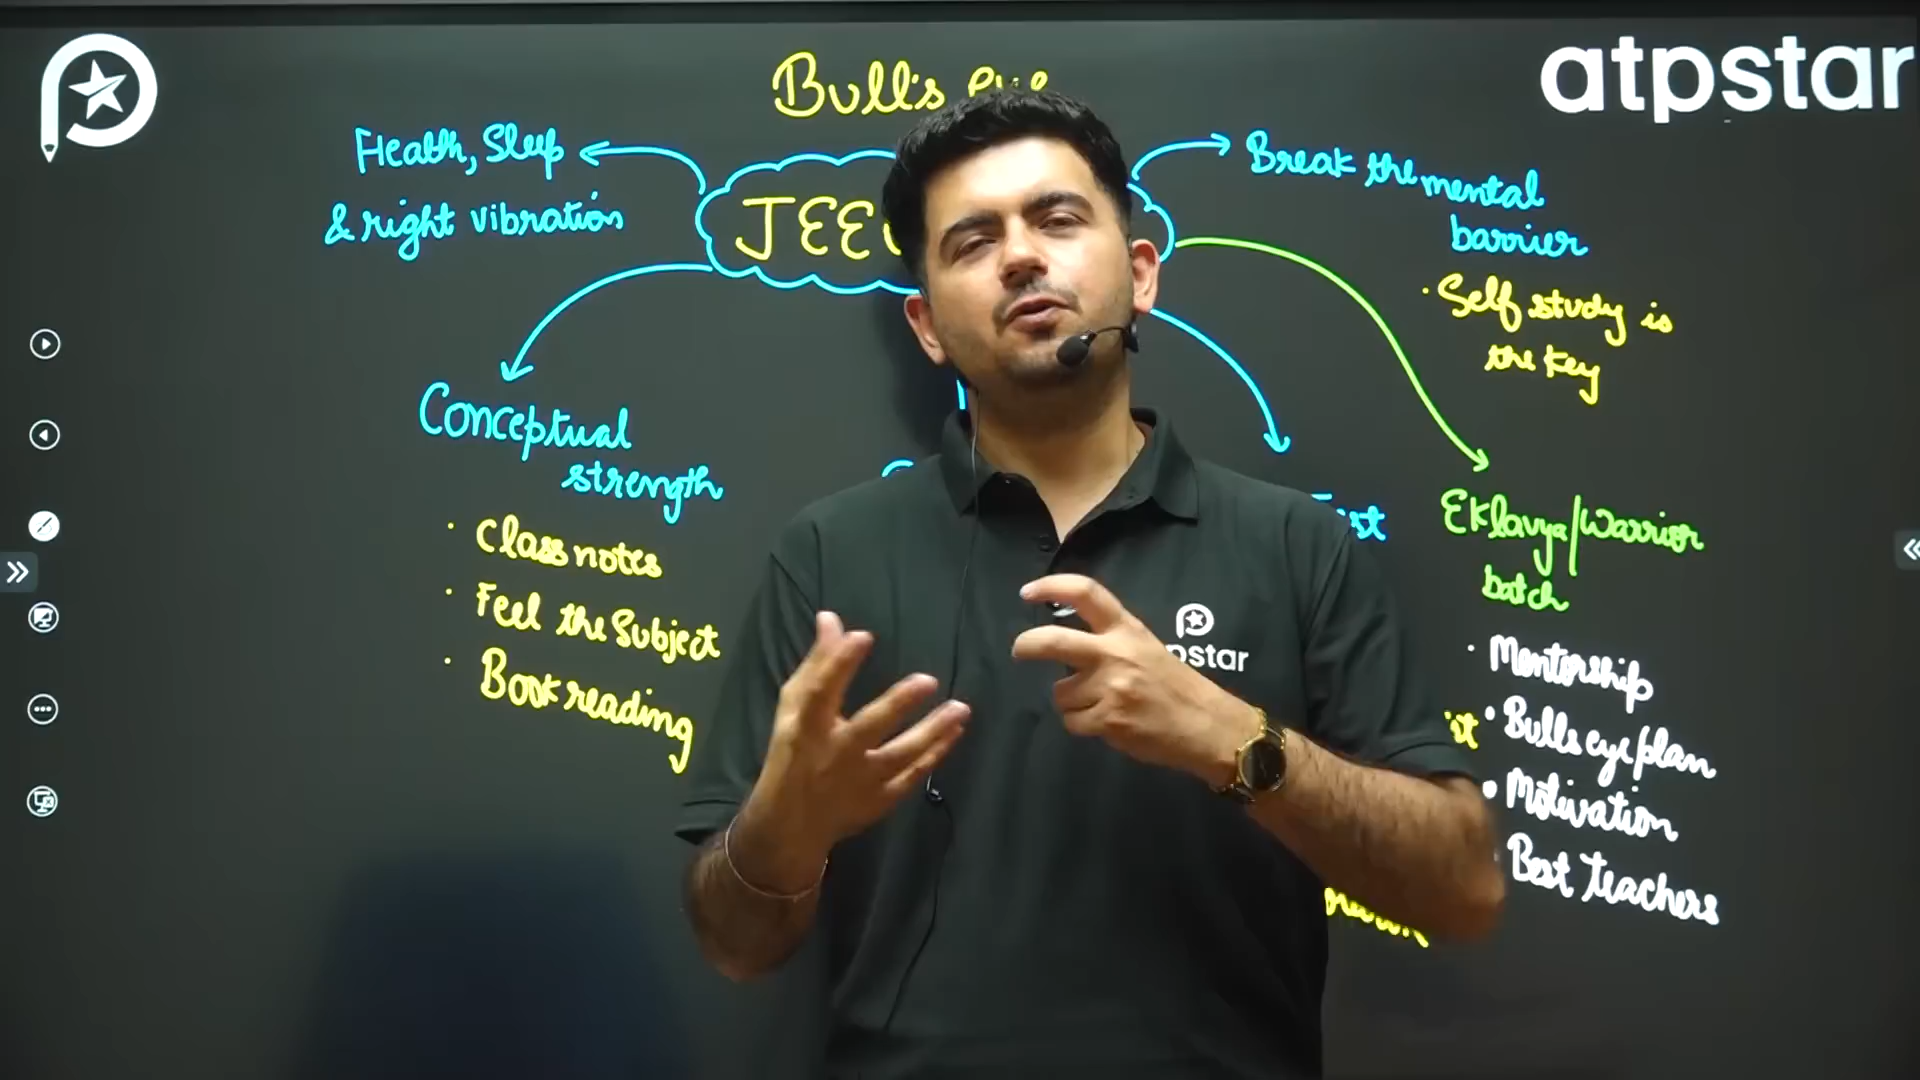 atpstar
Bull's eye
Health, Sleep
& right vibration
JEE
Break the mental
barrier
· Self study is
the key
Conceptual
strength
· Class notes
· Feel the Subject
· Book reading
Eklavya/Warrior
batch
· Mentorship
· Bulls eye plan
· Motivation
Best teachers
pstar